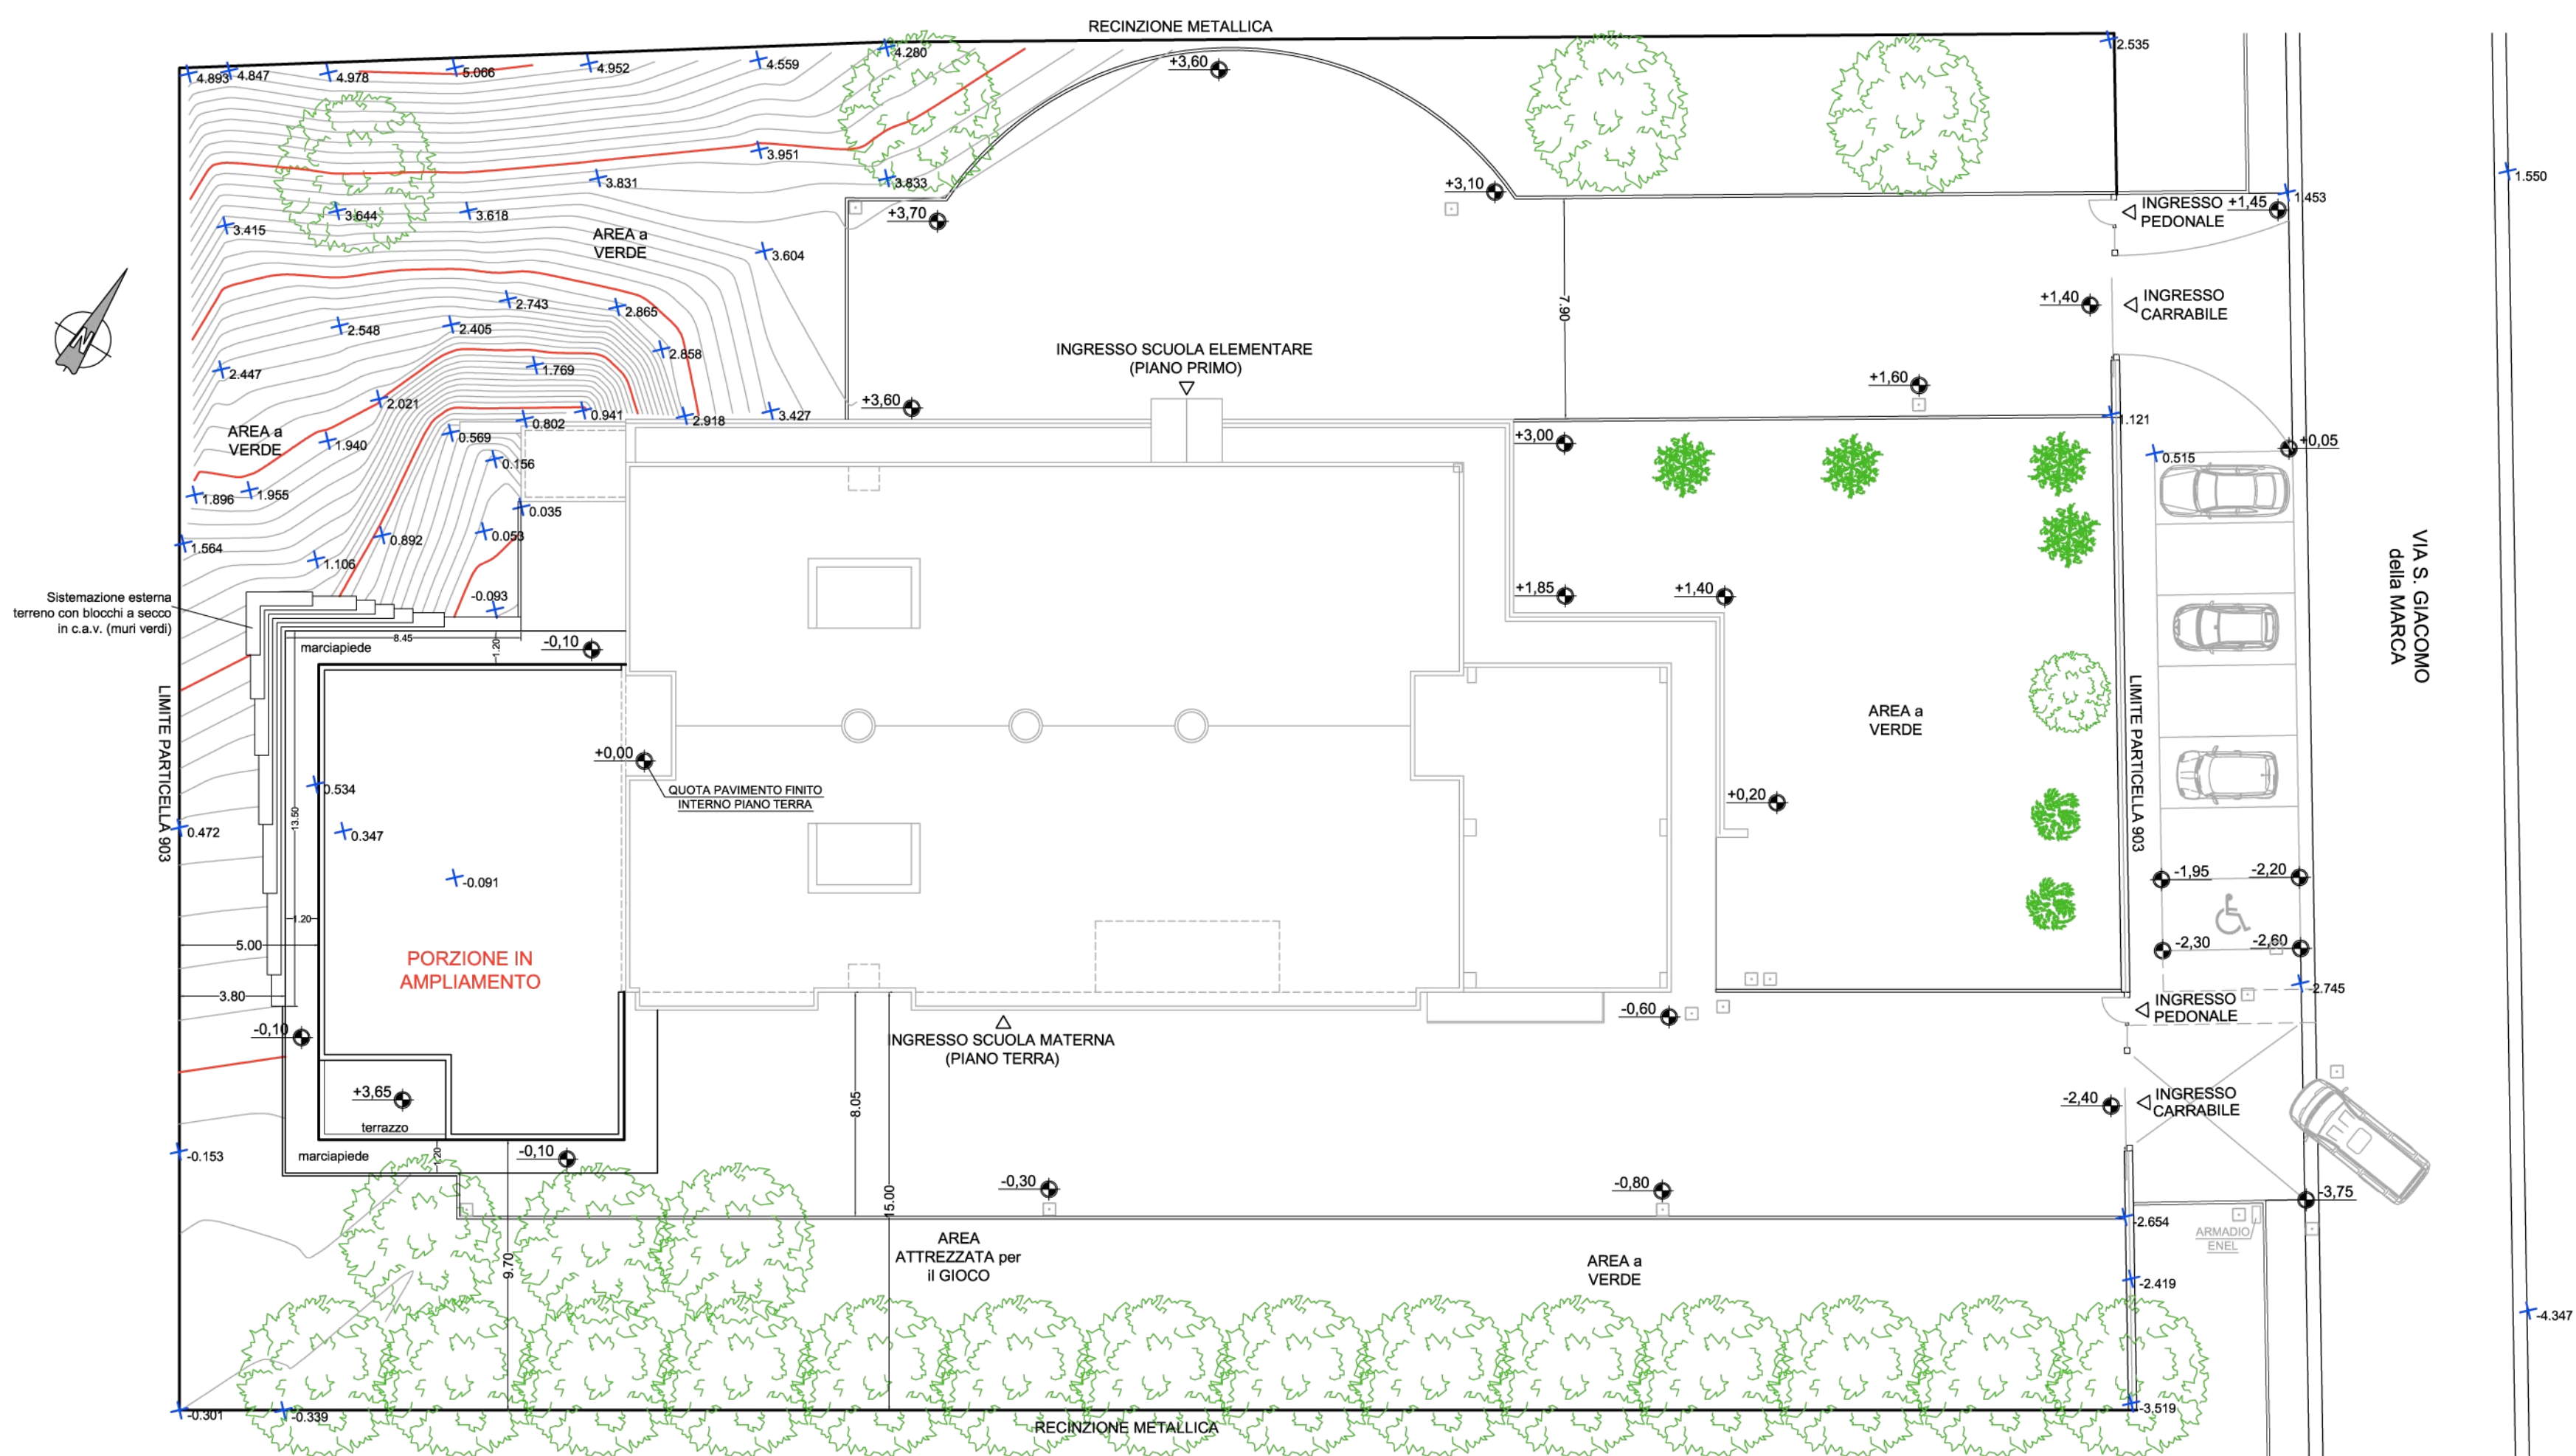 RECINZIONE METALLICA
4.893
4.847
4.978
5.066
4.952
4.559
4.280
+3,60
2.535
3.951
3.831
3.833
3.644
3.618
3.415
+3,70
+3,10
1.550
INGRESSO
PEDONALE
+1,45
1.453
AREA a
VERDE
3.604
7.90
2.743
2.865
2.548
2.405
2.858
2.447
1.769
+1,40
INGRESSO
CARRABILE
N
INGRESSO SCUOLA ELEMENTARE
(PIANO PRIMO)
+1,60
2.021
0.941
0.802
2.918
3.427
+3,60
1.121
AREA a
VERDE
1.940
0.569
0.156
+3,00
+0,05
0.515
1.896
1.955
0.035
0.053
0.892
1.564
1.106
VIA S. GIACOMO
della MARCA
Sistemazione esterna
terreno con blocchi a secco
in c.a.v. (muri verdi)
-0.093
+1,85
+1,40
8.45
1.20
marciapiede
-0,10
LIMITE PARTICELLA 903
LIMITE PARTICELLA 903
AREA a
VERDE
+0,00
QUOTA PAVIMENTO FINITO
INTERNO PIANO TERRA
0.534
0.347
0.472
13.50
+0,20
-0.091
-1,95
-2,20
1.20
5.00
PORZIONE IN
AMPLIAMENTO
-2,30
-2,60
3.80
-2.745
-0,10
-0,60
INGRESSO
PEDONALE
INGRESSO SCUOLA MATERNA
(PIANO TERRA)
+3,65
terrazzo
8.05
-2,40
INGRESSO
CARRABILE
-0.153
marciapiede
1.20
-0,10
-0,30
-0,80
15.00
-3,75
-2.654
ARMADIO
ENEL
9.70
AREA
ATTREZZATA per
il GIOCO
AREA a
VERDE
-2.419
-4.347
-0.301
-0.339
-3.519
RECINZIONE METALLICA